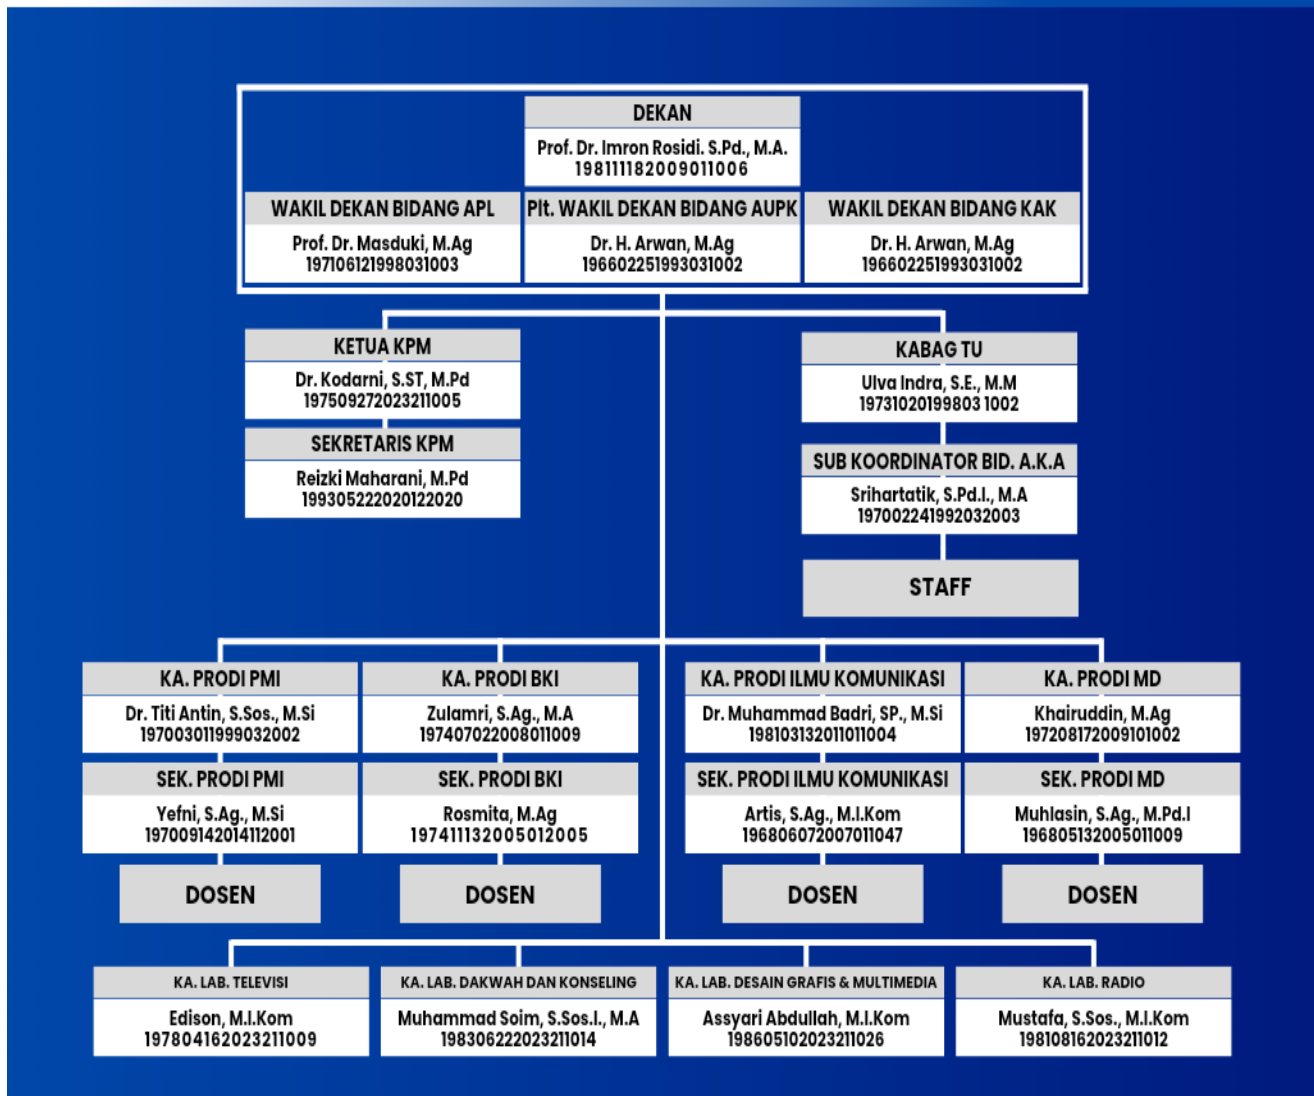 DEKAN
Prof. Dr. Imron Rosidi. S.Pd., M.A.
198111182009011006
WAKIL DEKAN BIDANG APL
Prof. Dr. Masduki, M.Ag
197106121998031003
Plt. WAKIL DEKAN BIDANG AUPK
Dr. H. Arwan, M.Ag
196602251993031002
WAKIL DEKAN BIDANG KAK
Dr. H. Arwan, M.Ag
196602251993031002
KETUA KPM
Dr. Kodarni, S.ST, M.Pd
197509272023211005
SEKRETARIS KPM
Reizki Maharani, M.Pd
199305222020122020
KABAG TU
Ulva Indra, S.E., M.M
19731020199803 1002
SUB KOORDINATOR BID. A.K.A
Srihartatik, S.Pd.I., M.A
197002241992032003
STAFF
KA. PRODI PMI
Dr. Titi Antin, S.Sos., M.Si
197003011999032002
SEK. PRODI PMI
Yefni, S.Ag., M.Si
197009142014112001
DOSEN
KA. PRODI BKI
Zulamri, S.Ag., M.A
197407022008011009
SEK. PRODI BKI
Rosmita, M.Ag
197411132005012005
DOSEN
KA. PRODI ILMU KOMUNIKASI
Dr. Muhammad Badri, SP., M.Si
198103132011011004
SEK. PRODI ILMU KOMUNIKASI
Artis, S.Ag., M.I.Kom
196806072007011047
DOSEN
KA. PRODI MD
Khairuddin, M.Ag
197208172009101002
SEK. PRODI MD
Muhlasin, S.Ag., M.Pd.I
196805132005011009
DOSEN
KA. LAB. TELEVISI
Edison, M.I.Kom
197804162023211009
KA. LAB. DAKWAH DAN KONSELING
Muhammad Soim, S.Sos.I., M.A
198306222023211014
KA. LAB. DESAIN GRAFIS & MULTIMEDIA
Assyari Abdullah, M.I.Kom
198605102023211026
KA. LAB. RADIO
Mustafa, S.Sos., M.I.Kom
198108162023211012